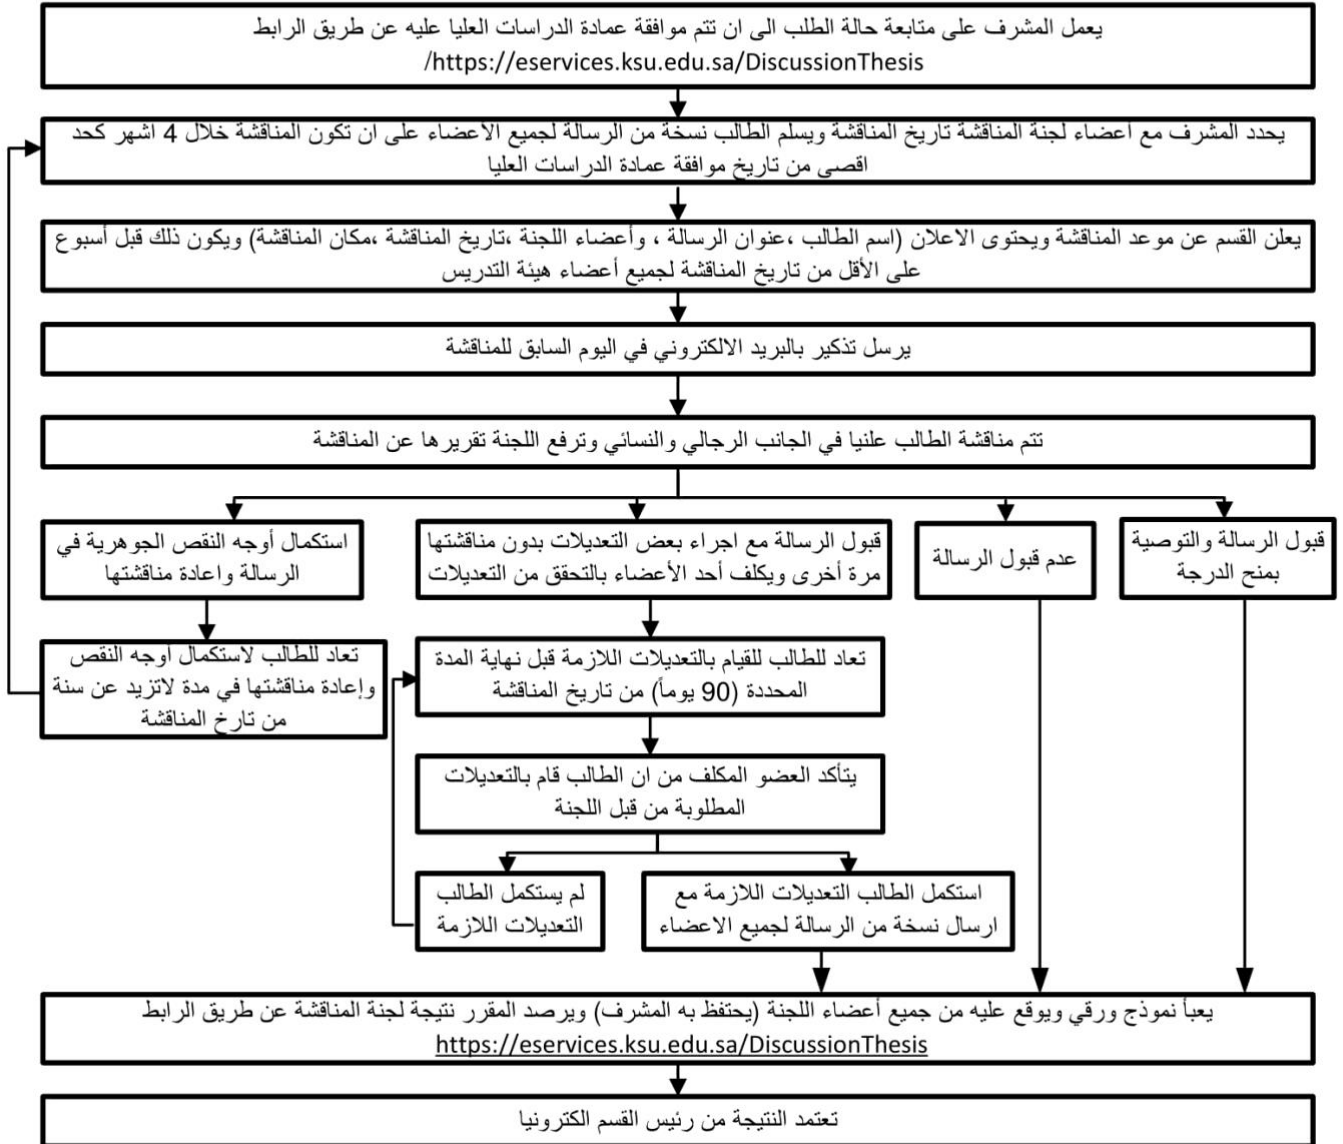 يعمل المشرف على متابعة حالة الطلب الى ان تتم موافقة عمادة الدراسات العليا عليه عن طريق الرابط
/https://eservices.ksu.edu.sa/DiscussionThesis
يحدد المشرف مع أعضاء لجنة المناقشة تاريخ المناقشة ويسلم الطالب نسخة من الرسالة لجميع الأعضاء على ان تكون المناقشة خلال 4 اشهر كحد
اقصى من تاريخ موافقة عمادة الدراسات العليا
يعلن القسم عن موعد المناقشة ويحتوى الاعلان (اسم الطالب ،عنوان الرسالة ، وأعضاء اللجنة ،تاريخ المناقشة ،مكان المناقشة) ويكون ذلك قبل أسبوع
على الأقل من تاريخ المناقشة لجميع أعضاء هيئة التدريس
يرسل تذكير بالبريد الالكتروني في اليوم السابق للمناقشة
تتم مناقشة الطالب علنيا في الجانب الرجالي والنسائي وترفع اللجنة تقريرها عن المناقشة
قبول الرسالة والتوصية
بمنح الدرجة
عدم قبول الرسالة
قبول الرسالة مع اجراء بعض التعديلات بدون مناقشتها
مرة أخرى ويكلف أحد الأعضاء بالتحقق من التعديلات
استكمال أوجه النقص الجوهرية في
الرسالة واعادة مناقشتها
تعاد للطالب للقيام بالتعديلات اللازمة قبل نهاية المدة
المحددة (90 يوماً) من تاريخ المناقشة
تعاد للطالب لاستكمال أوجه النقص
وإعادة مناقشتها في مدة لاتزيد عن سنة
من تارخ المناقشة
يتأكد العضو المكلف من ان الطالب قام بالتعديلات
المطلوبة من قبل اللجنة
استكمل الطالب التعديلات اللازمة مع
ارسال نسخة من الرسالة لجميع الاعضاء
لم يستكمل الطالب
التعديلات اللازمة
يعبأ نموذج ورقي ويوقع عليه من جميع أعضاء اللجنة (يحتفظ به المشرف) ويرصد المقرر نتيجة لجنة المناقشة عن طريق الرابط
https://eservices.ksu.edu.sa/DiscussionThesis
تعتمد النتيجة من رئيس القسم الكترونيا